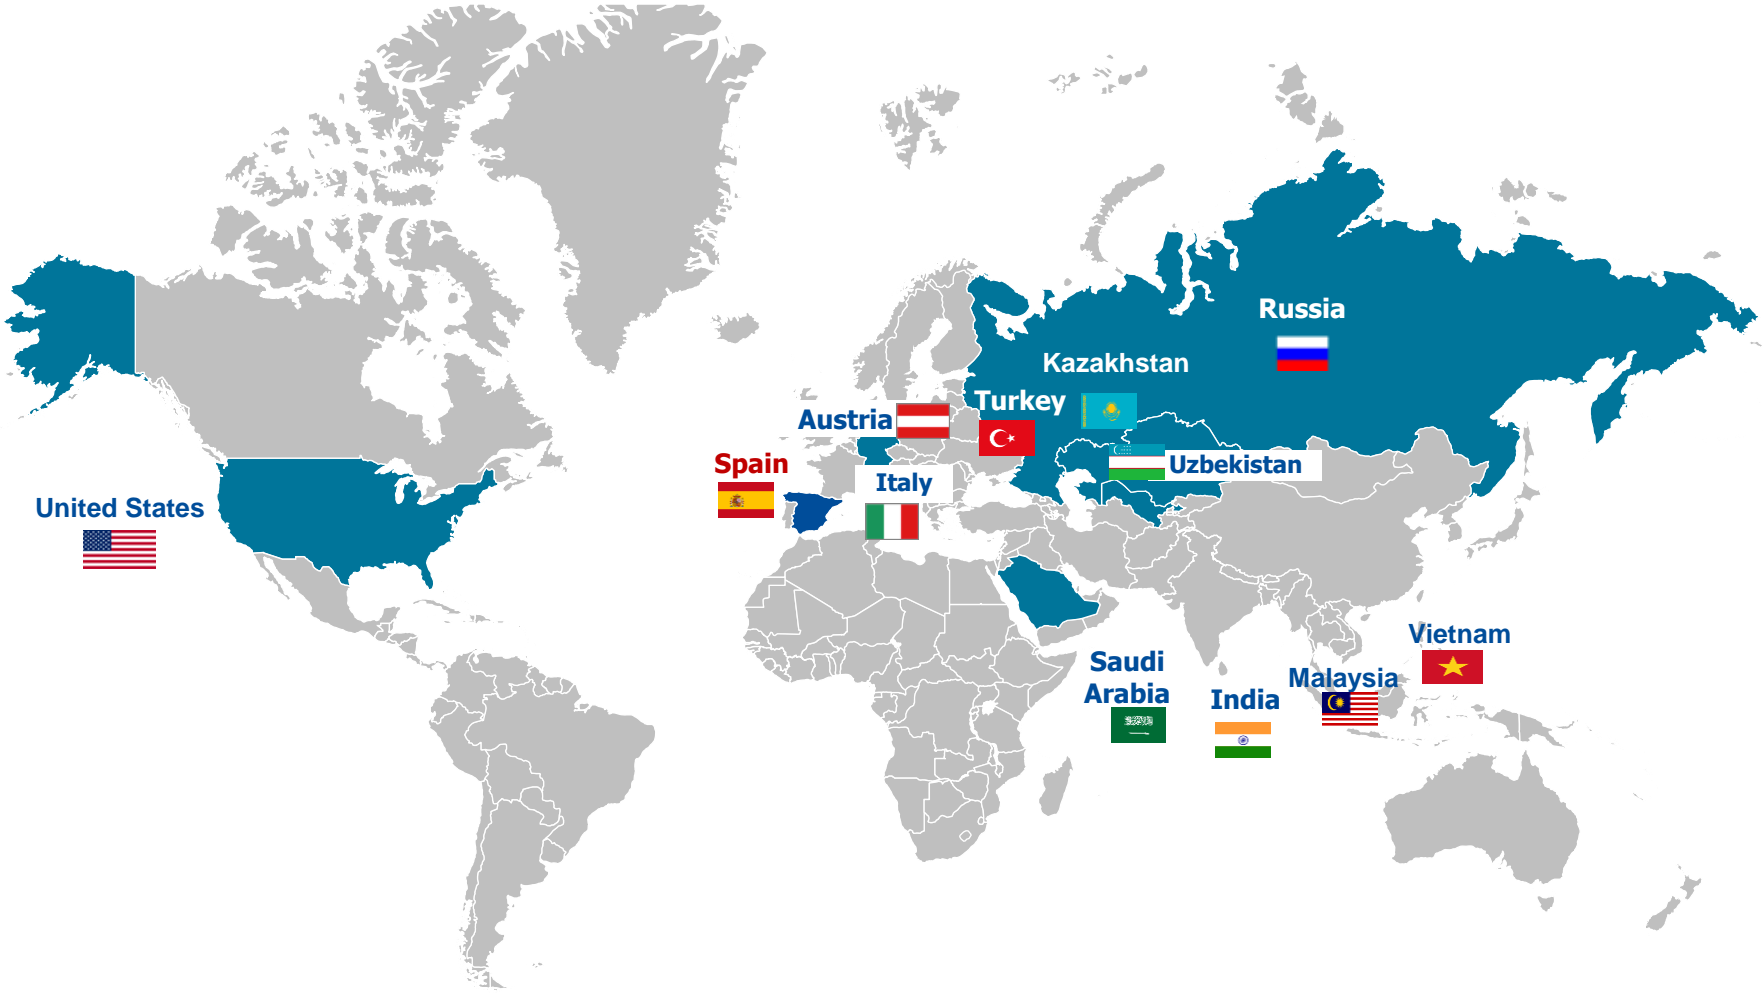 Russia
Kazakhstan
Turkey
Austria
Spain
Uzbekistan
Italy
United States
Vietnam
Saudi
Arabia
Malaysia
India